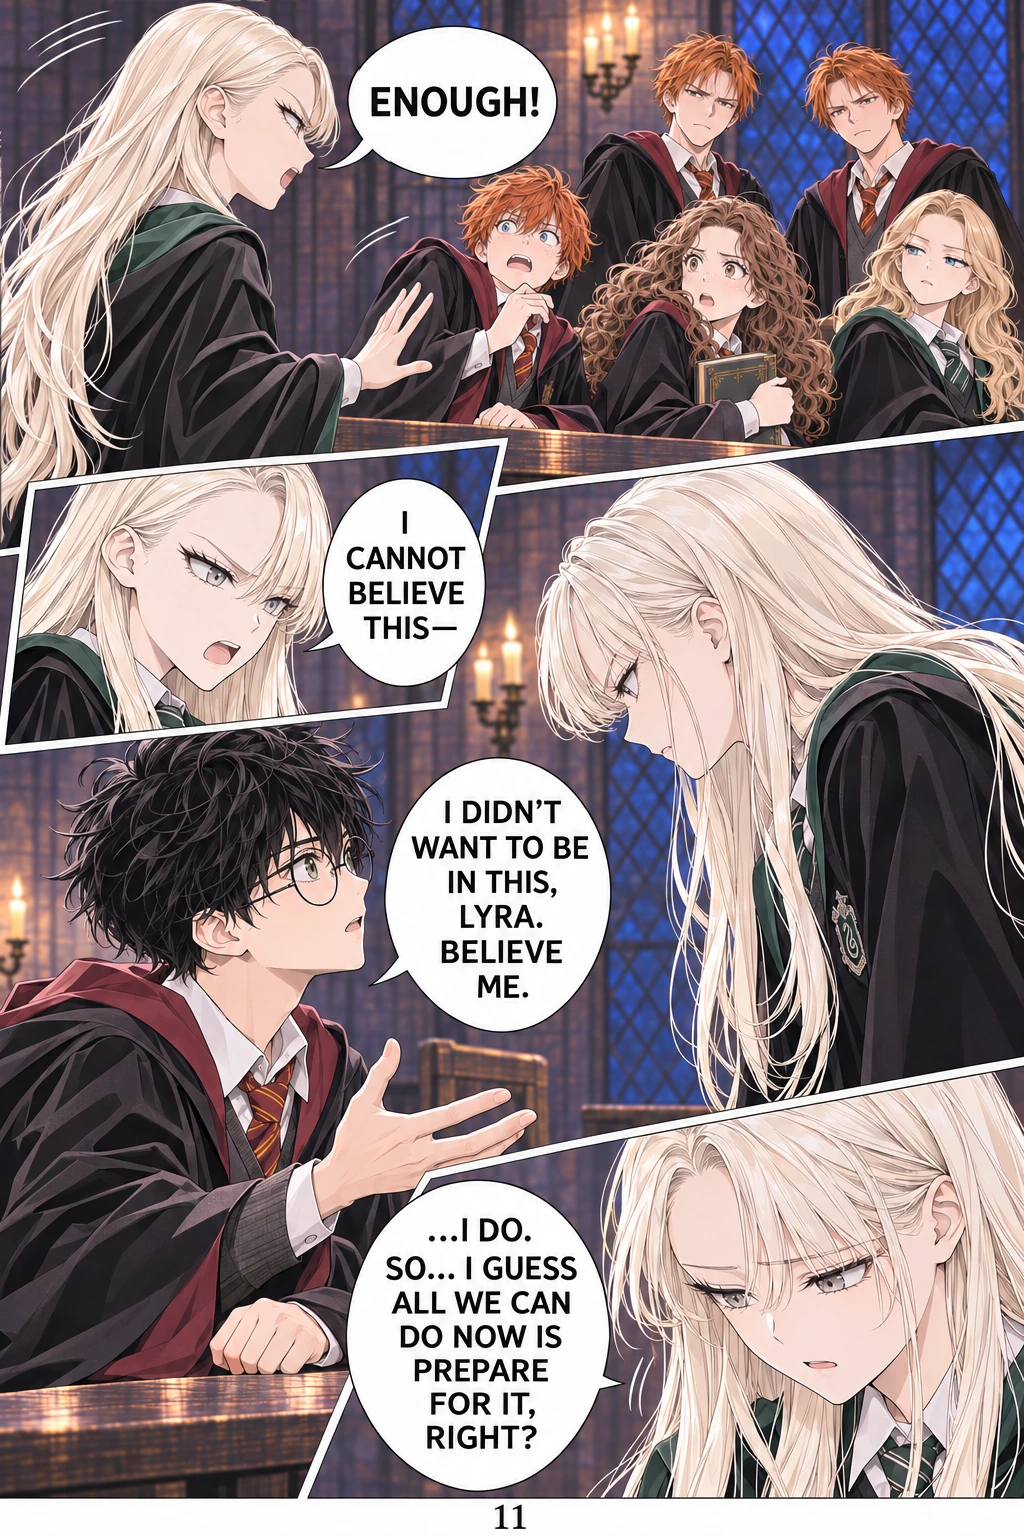 ENOUGH!
I
CANNOT
BELIEVE
THIS—
I DIDN'T
WANT TO BE
IN THIS,
LYRA.
BELIEVE
ME.
...I DO.
SO... I GUESS
ALL WE CAN
DO NOW IS
PREPARE
FOR IT,
RIGHT?
11